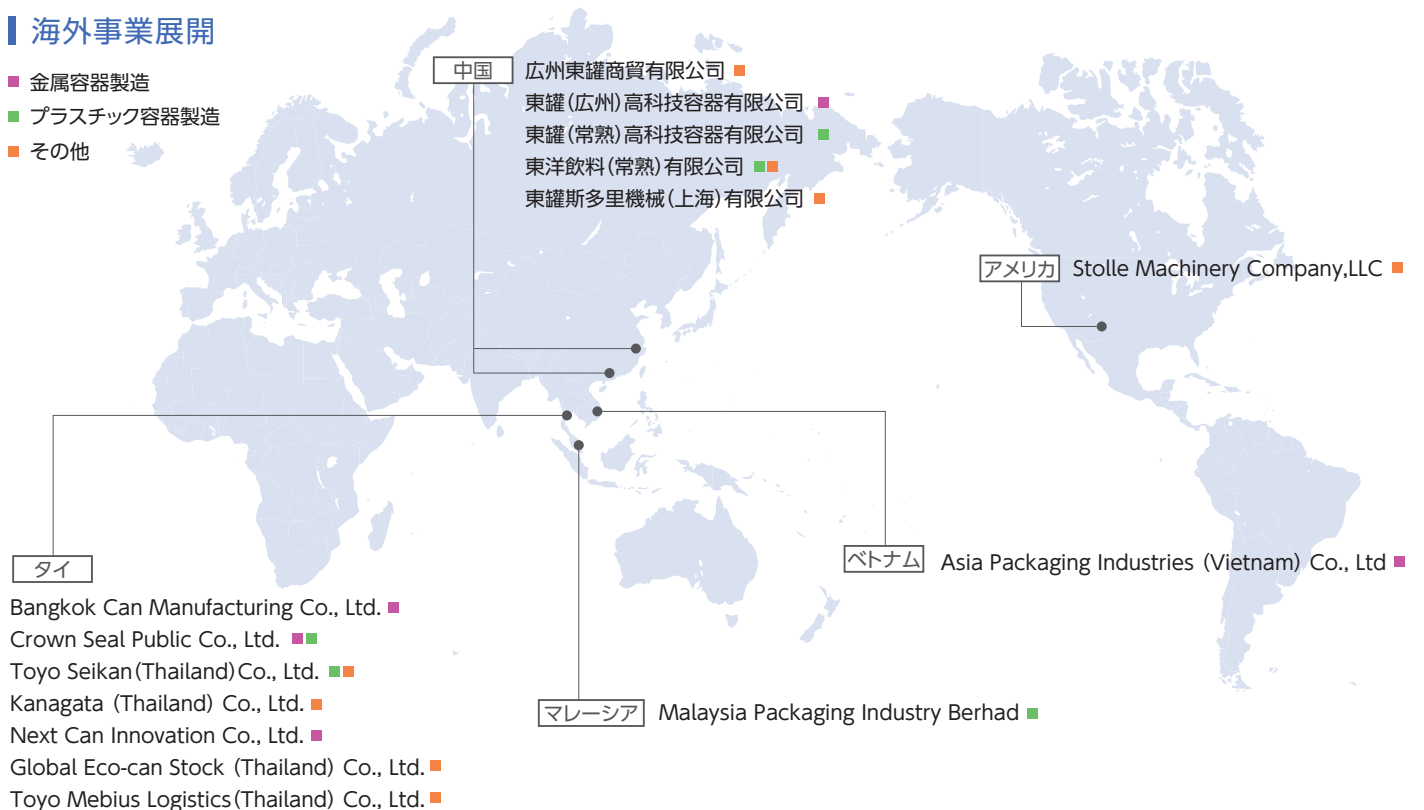 海外事業展開
金属容器製造
プラスチック容器製造
その他
中国
広州東罐商貿有限公司
東罐(広州)高科技容器有限公司
東罐(常熟)高科技容器有限公司
東洋飲料(常熟)有限公司
東罐斯多里機械(上海)有限公司
アメリカ Stolle Machinery Company,LLC
ベトナム Asia Packaging Industries (Vietnam) Co., Ltd
タイ
Bangkok Can Manufacturing Co., Ltd.
Crown Seal Public Co., Ltd.
Toyo Seikan(Thailand)Co., Ltd.
Kanagata (Thailand) Co., Ltd.
Next Can Innovation Co., Ltd.
Global Eco-can Stock (Thailand) Co., Ltd.
Toyo Mebius Logistics(Thailand) Co., Ltd.
マレーシア Malaysia Packaging Industry Berhad